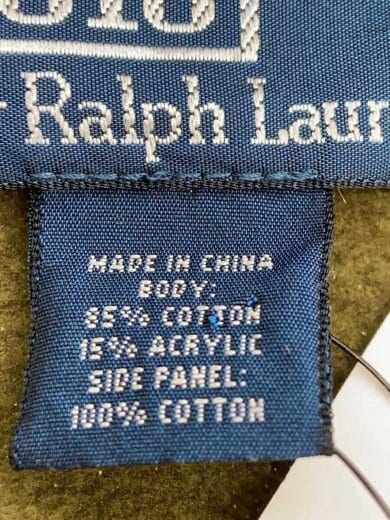 Ralph Laur
MADE IN CHINA
BODY:
85% COTTON
15% ACRYLIC
SIDE PANEL:
100% COTTON